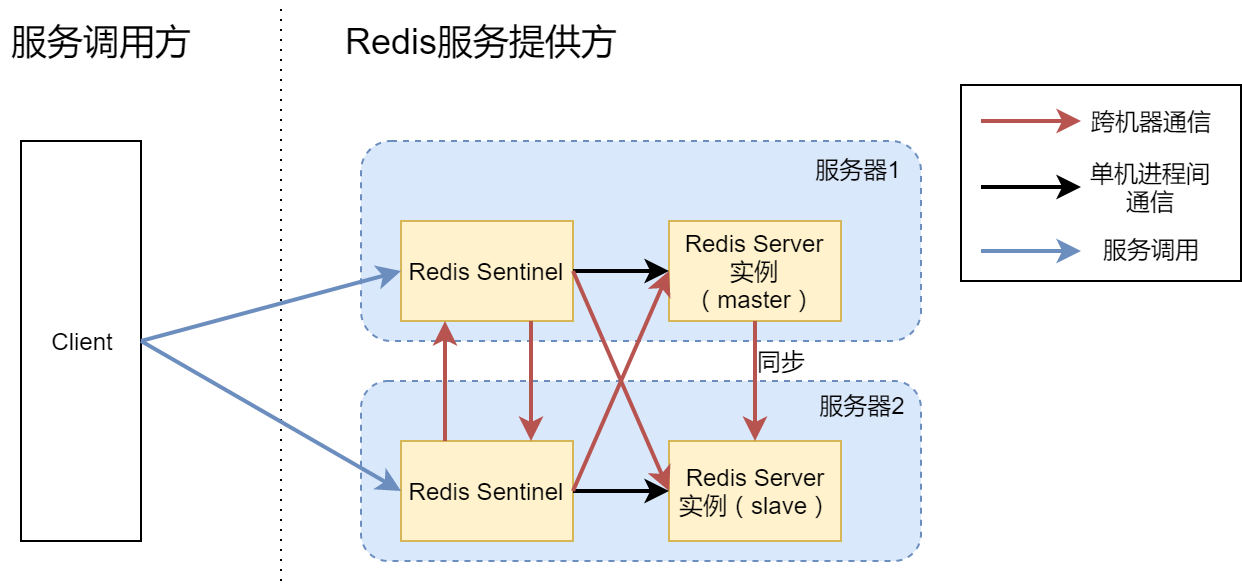 服务调用方
Redis服务提供方
跨机器通信
单机进程间
通信
服务调用
服务器1
Redis Sentinel
Redis Server
实例
（master）
Client
同步
服务器2
Redis Sentinel
Redis Server
实例（slave）